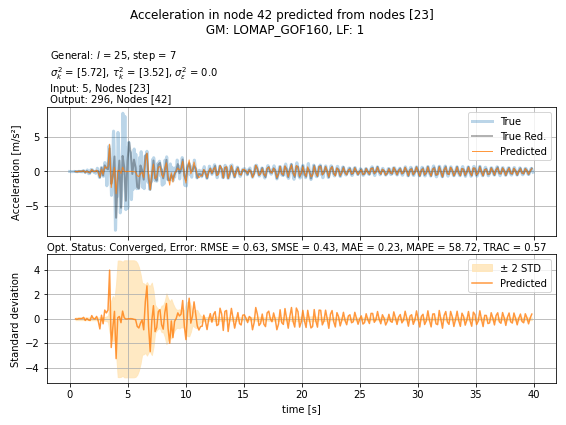 Acceleration in node 42 predicted from nodes [23]
GM: LOMAP_GOF160, LF: 1
General: l = 25, step = 7
σ²ₖ = [5.72], τ²ₖ = [3.52], σ²ε = 0.0
Input: 5, Nodes [23]
Output: 296, Nodes [42]
Acceleration [m/s²]
5
0
−5
True
True Red.
Predicted
Opt. Status: Converged, Error: RMSE = 0.63, SMSE = 0.43, MAE = 0.23, MAPE = 58.72, TRAC = 0.57
Standard deviation
4
2
0
−2
−4
± 2 STD
Predicted
0 5 10 15 20 25 30 35 40
time [s]